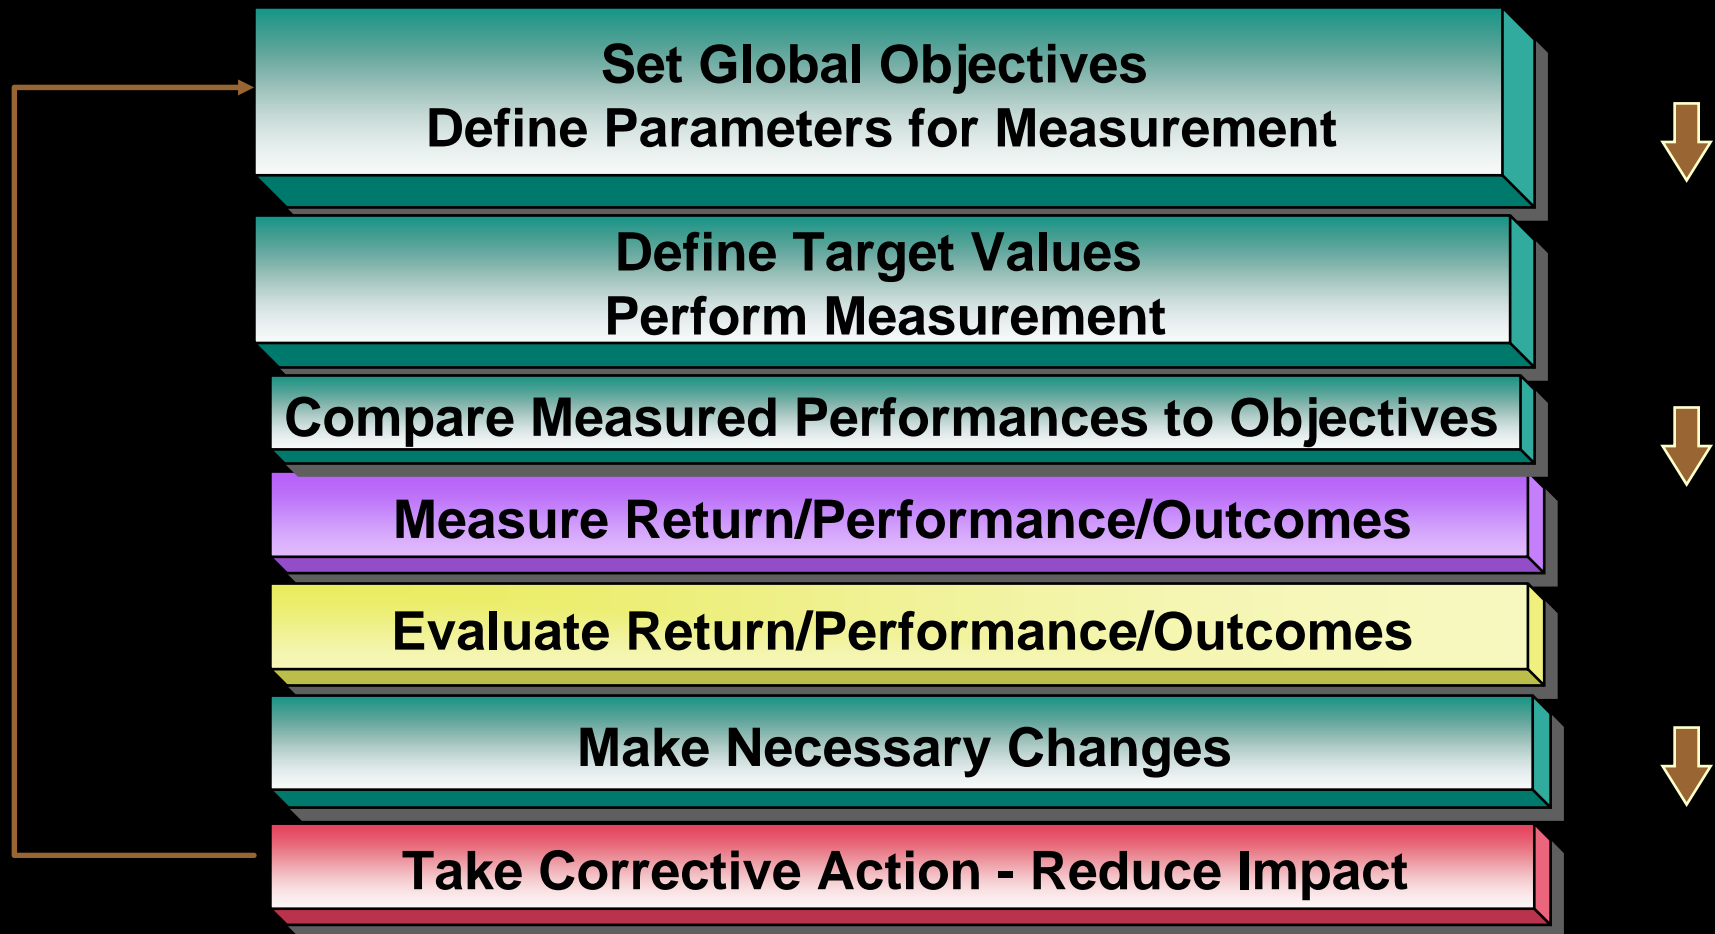 Set Global Objectives
Define Parameters for Measurement
Define Target Values
Perform Measurement
Compare Measured Performances to Objectives
Measure Return/Performance/Outcomes
Evaluate Return/Performance/Outcomes
Make Necessary Changes
Take Corrective Action - Reduce Impact